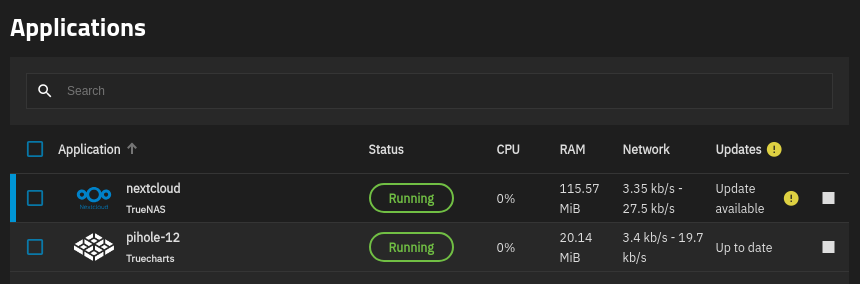 Applications
Search
Application Status CPU RAM Network Updates !
nextcloud
TrueNAS
nextcloud
Running 0% 115.57 MiB 3.35 kb/s - 27.5 kb/s Update available !
pihole-12
Truecharts
Running 0% 20.14 MiB 3.4 kb/s - 19.7 kb/s Up to date